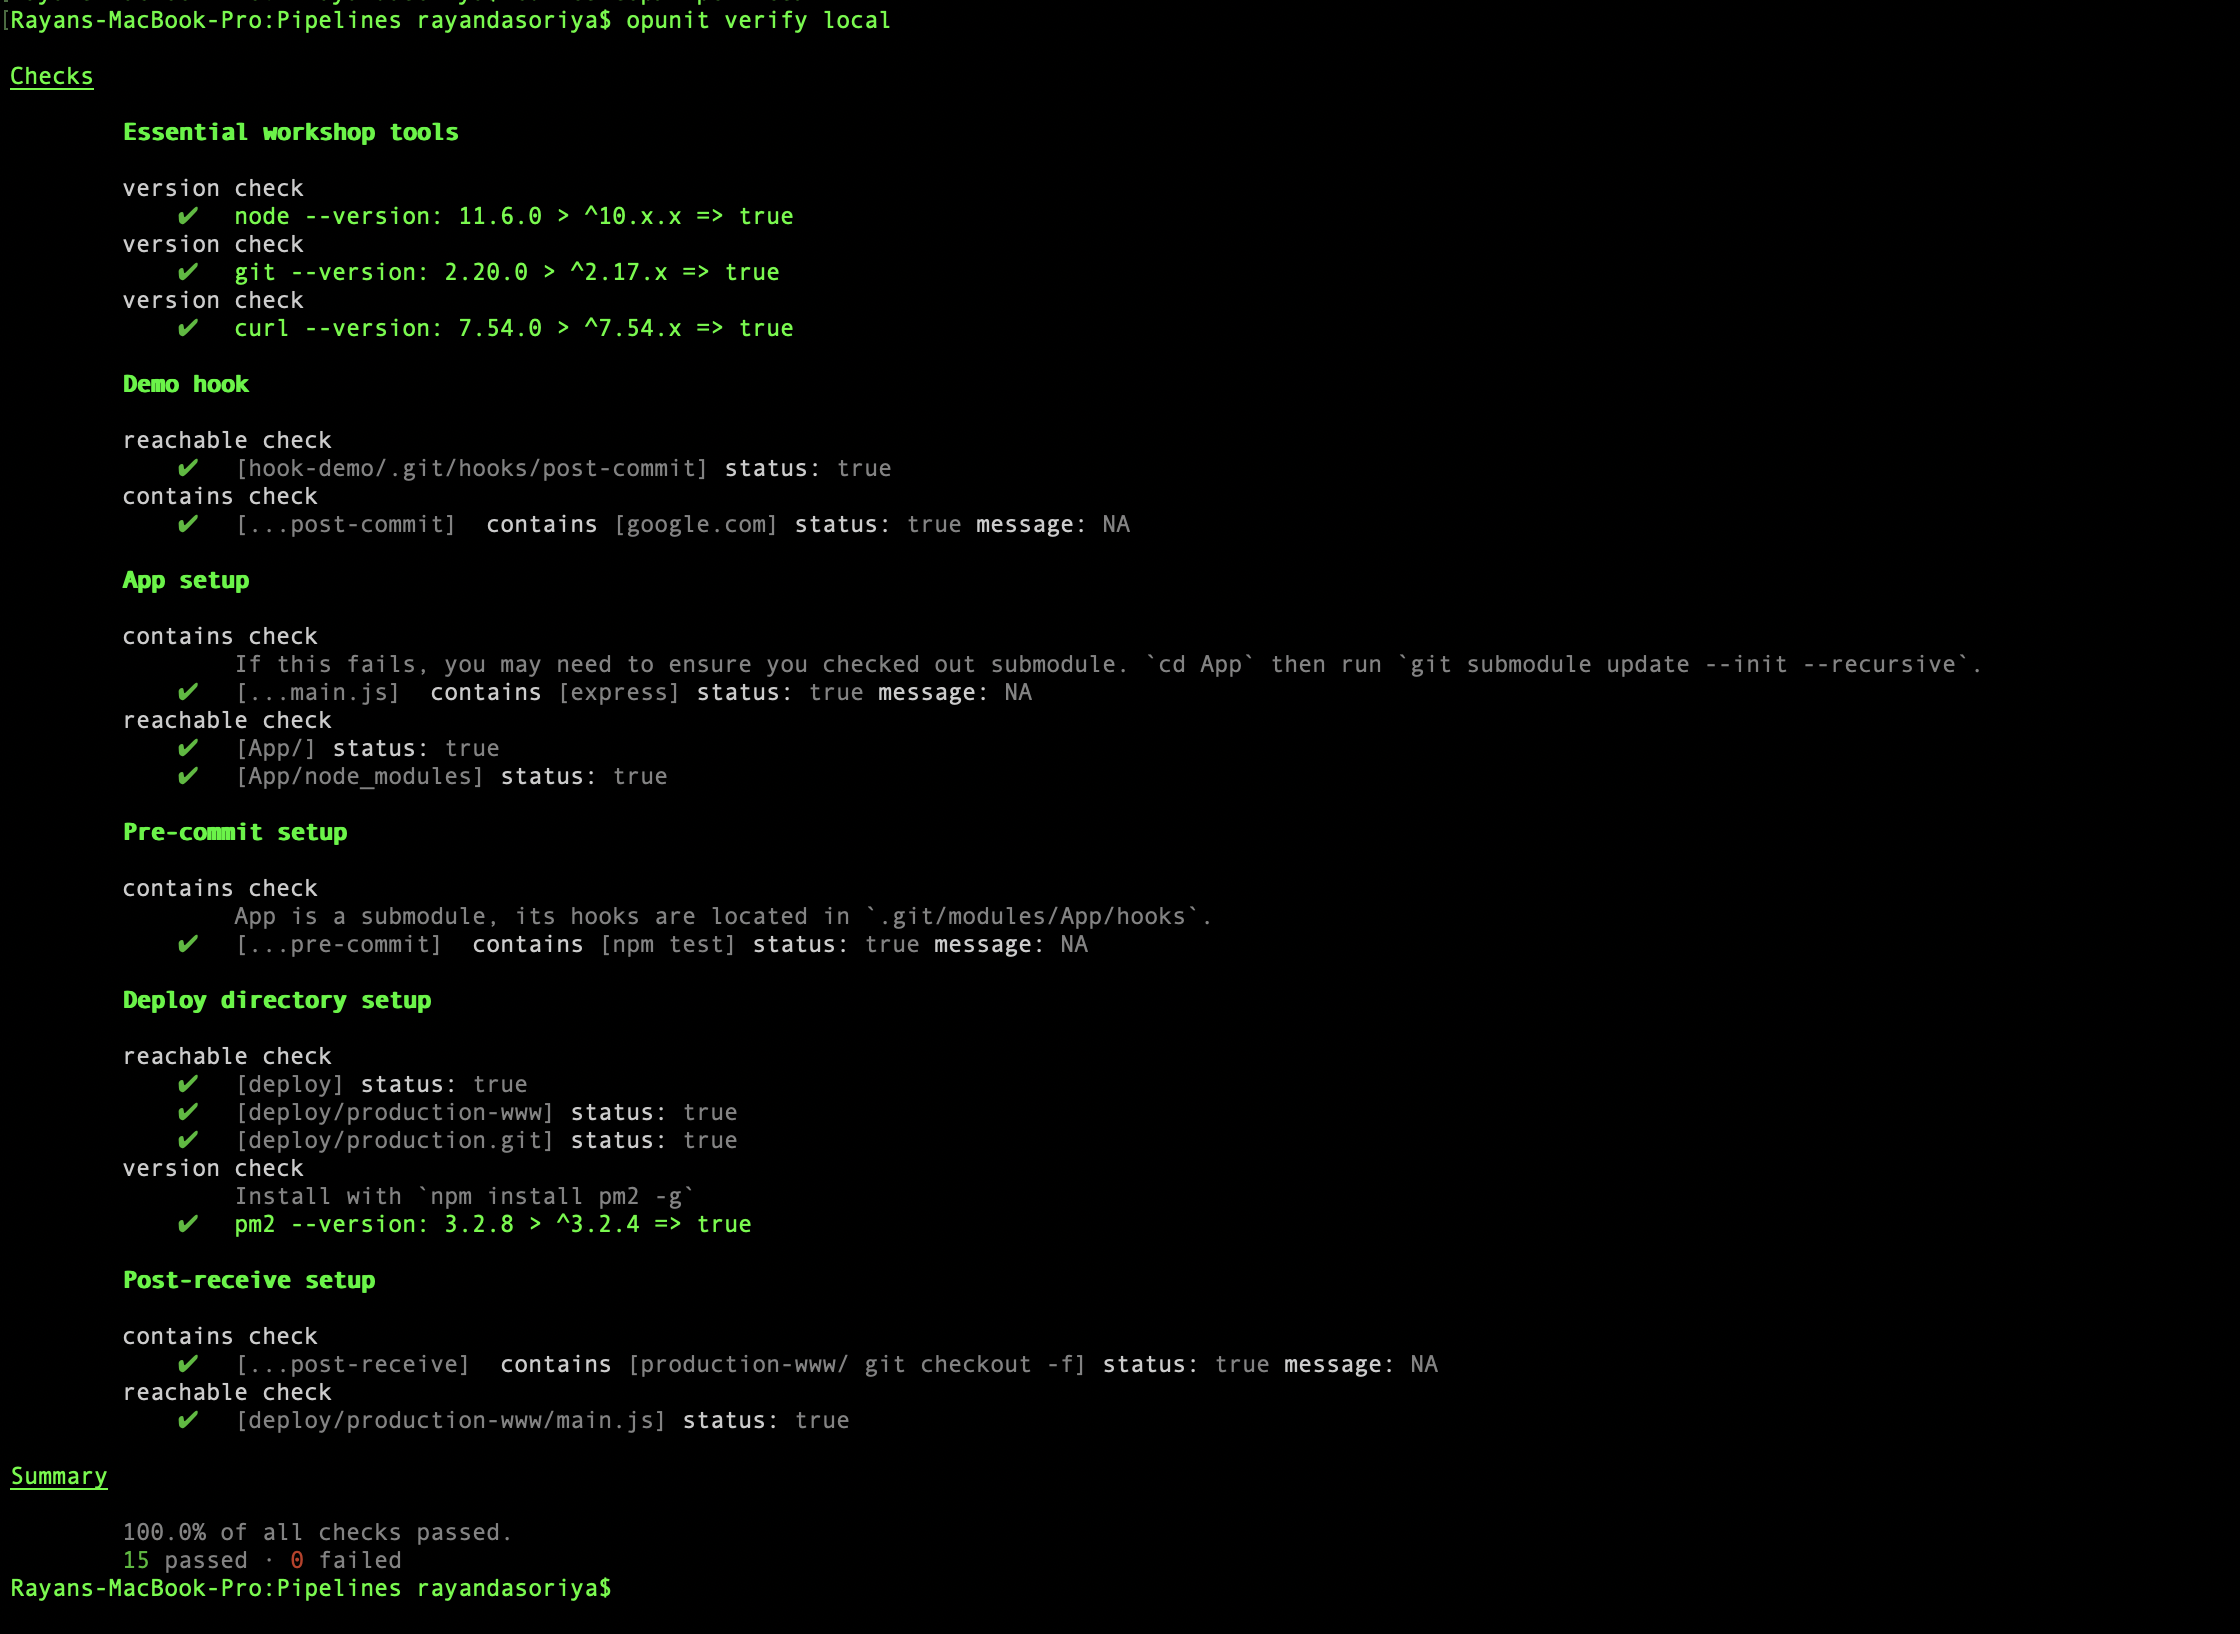 [Rayans-MacBook-Pro:Pipelines rayandasoriya$ opunit verify local
Checks
Essential workshop tools
version check
✔ node --version: 11.6.0 > ^10.x.x => true
version check
✔ git --version: 2.20.0 > ^2.17.x => true
version check
✔ curl --version: 7.54.0 > ^7.54.x => true
Demo hook
reachable check
✔ [hook-demo/.git/hooks/post-commit] status: true
contains check
✔ [...post-commit]  contains [google.com] status: true message: NA
App setup
contains check
If this fails, you may need to ensure you checked out submodule. `cd App` then run `git submodule update --init --recursive`.
✔ [...main.js]  contains [express] status: true message: NA
reachable check
✔ [App/] status: true
✔ [App/node_modules] status: true
Pre-commit setup
contains check
App is a submodule, its hooks are located in `.git/modules/App/hooks`.
✔ [...pre-commit]  contains [npm test] status: true message: NA
Deploy directory setup
reachable check
✔ [deploy] status: true
✔ [deploy/production-www] status: true
✔ [deploy/production.git] status: true
version check
Install with `npm install pm2 -g`
✔ pm2 --version: 3.2.8 > ^3.2.4 => true
Post-receive setup
contains check
✔ [...post-receive]  contains [production-www/ git checkout -f] status: true message: NA
reachable check
✔ [deploy/production-www/main.js] status: true
Summary
100.0% of all checks passed.
15 passed · 0 failed
Rayans-MacBook-Pro:Pipelines rayandasoriya$